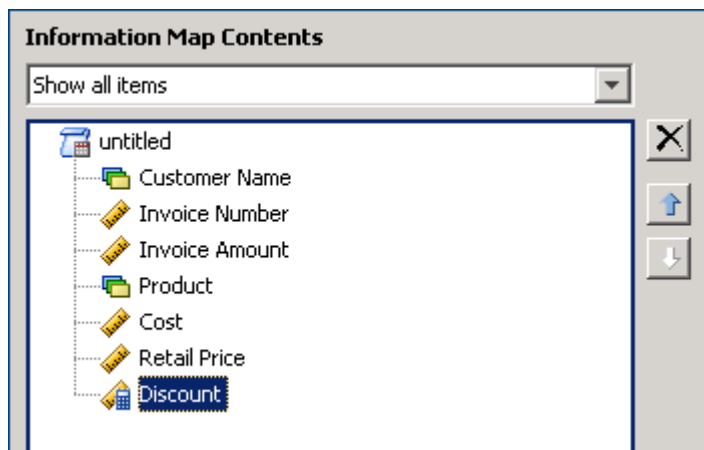 Information Map Contents
Show all items
untitled
Customer Name
Invoice Number
Invoice Amount
Product
Cost
Retail Price
Discount